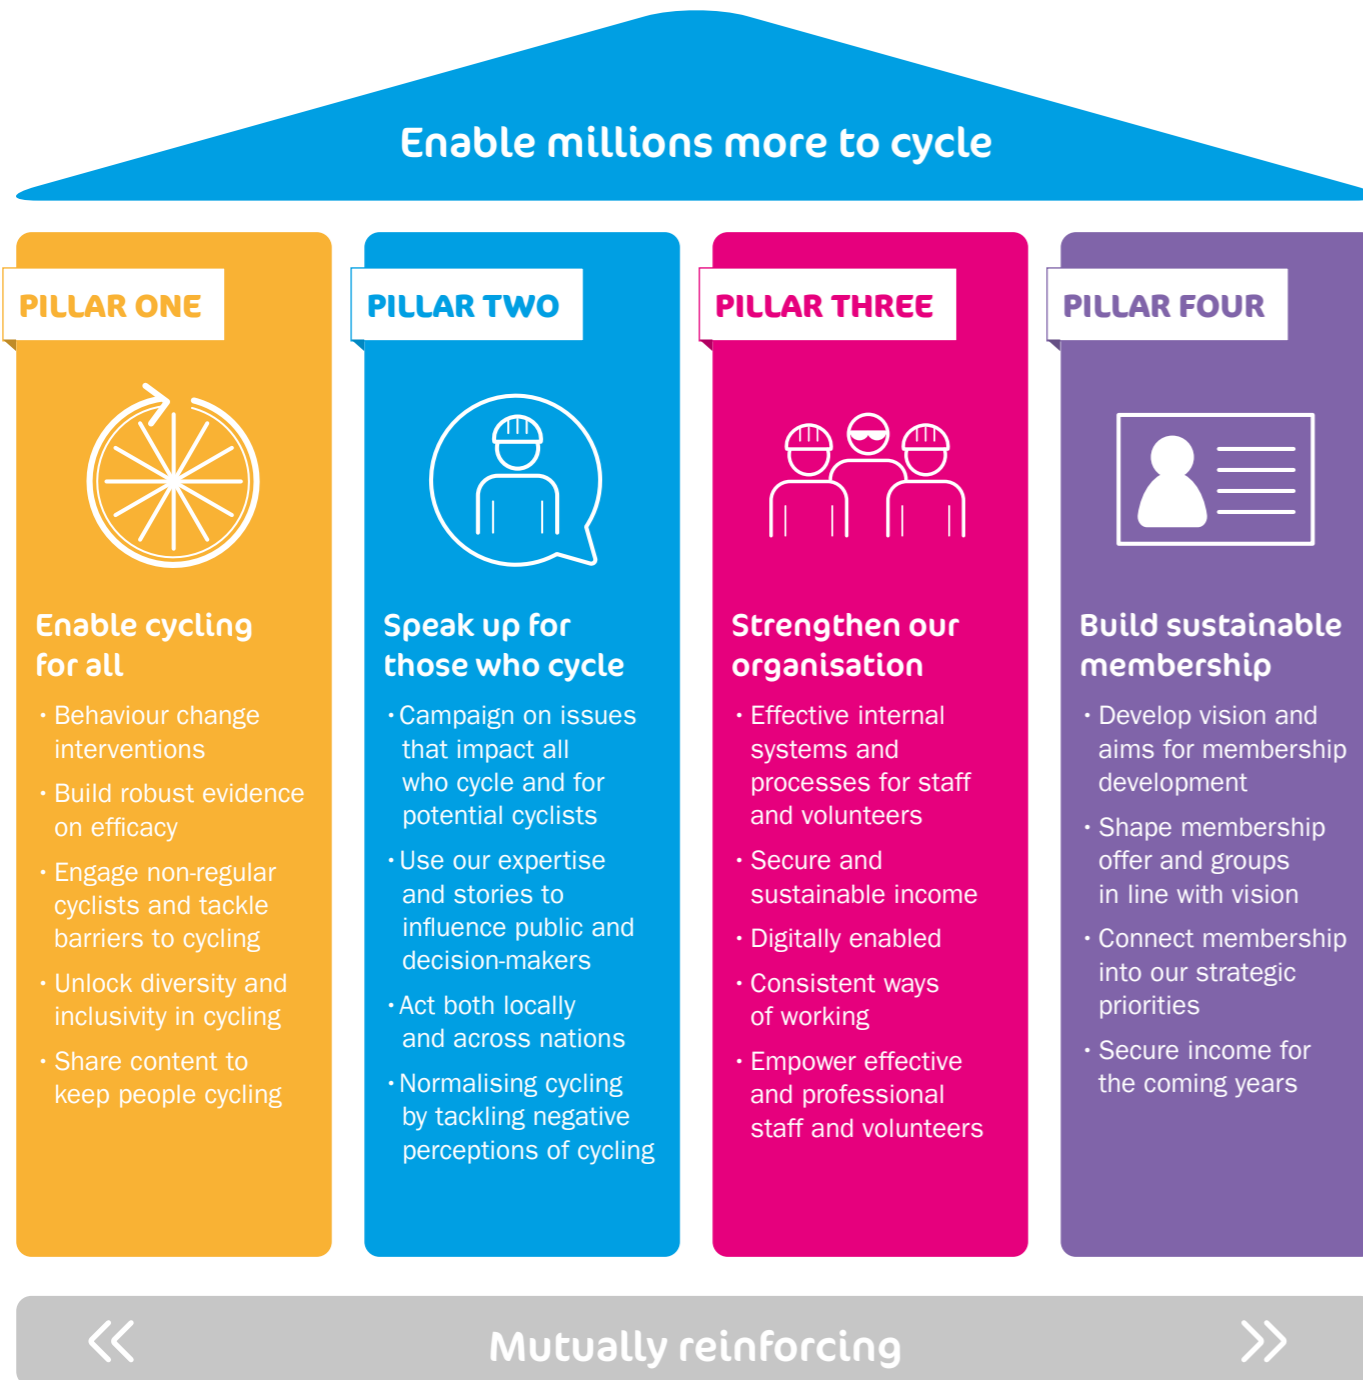 Enable millions more to cycle
PILLAR ONE
Enable cycling
for all
· Behaviour change
interventions
· Build robust evidence
on efficacy
· Engage non-regular
cyclists and tackle
barriers to cycling
· Unlock diversity and
inclusivity in cycling
· Share content to
keep people cycling
PILLAR TWO
Speak up for
those who cycle
· Campaign on issues
that impact all
who cycle and for
potential cyclists
· Use our expertise
and stories to
influence public and
decision-makers
· Act both locally
and across nations
· Normalising cycling
by tackling negative
perceptions of cycling
PILLAR THREE
Strengthen our
organisation
· Effective internal
systems and
processes for staff
and volunteers
· Secure and
sustainable income
· Digitally enabled
· Consistent ways
of working
· Empower effective
and professional
staff and volunteers
PILLAR FOUR
Build sustainable
membership
· Develop vision and
aims for membership
development
· Shape membership
offer and groups
in line with vision
· Connect membership
into our strategic
priorities
· Secure income for
the coming years
Mutually reinforcing